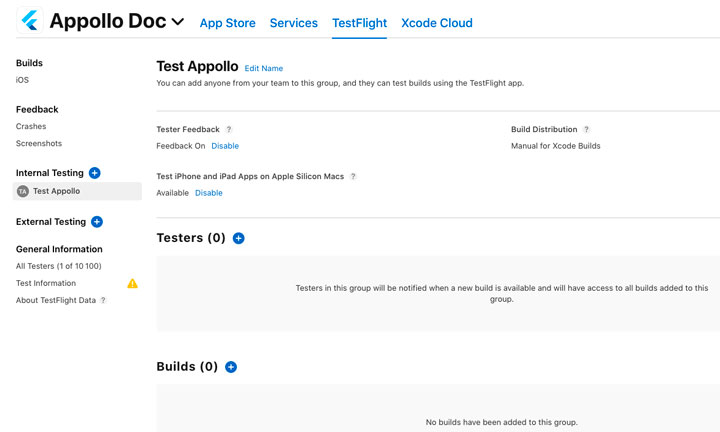 Appollo Doc
App Store Services TestFlight Xcode Cloud
Builds
iOS
Feedback
Crashes
Screenshots
Internal Testing
TA Test Appollo
External Testing
General Information
All Testers (1 of 10 100)
Test Information
About TestFlight Data ?
Test Appollo Edit Name
You can add anyone from your team to this group, and they can test builds using the TestFlight app.
Tester Feedback ?
Feedback On Disable
Build Distribution ?
Manual for Xcode Builds
Test iPhone and iPad Apps on Apple Silicon Macs ?
Available Disable
Testers (0)
Testers in this group will be notified when a new build is available and will have access to all builds added to this
group.
Builds (0)
No builds have been added to this group.